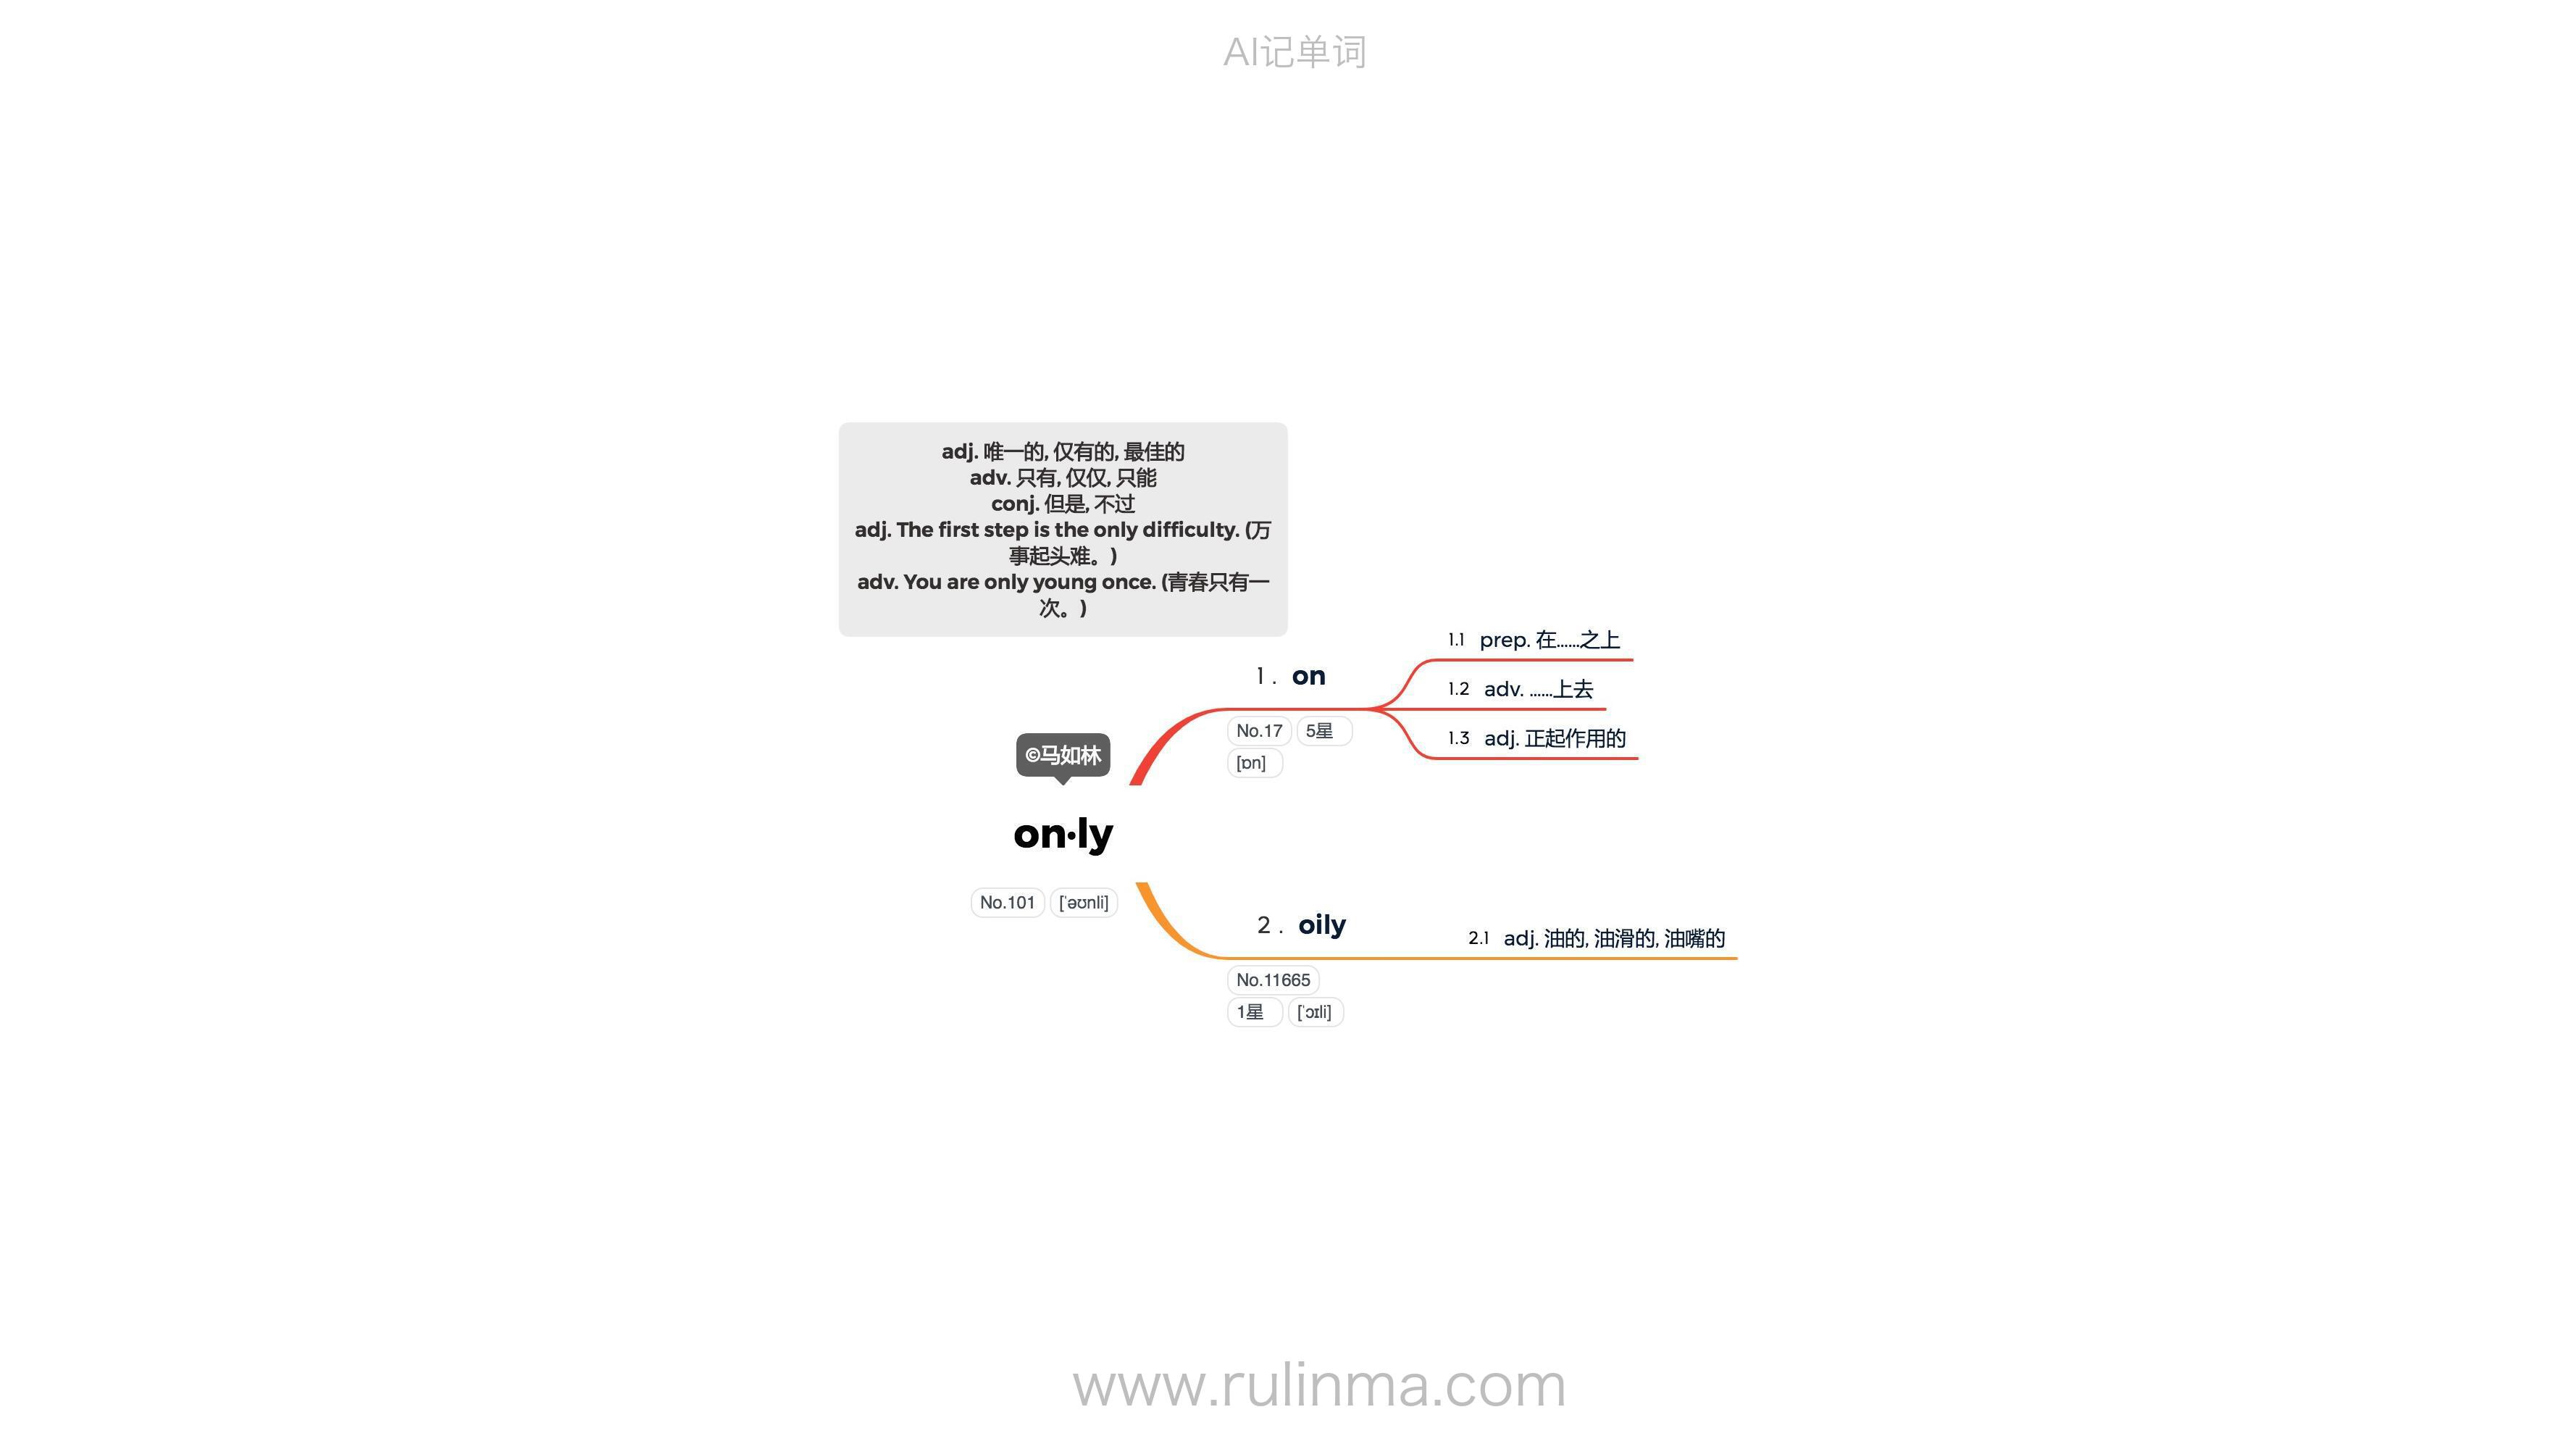 AI记单词
adj. 唯一的, 仅有的, 最佳的
adv. 只有, 仅仅, 只能
conj. 但是, 不过
adj. The first step is the only difficulty. (万
事起头难。)
adv. You are only young once. (青春只有一
次。)
©马如林
on·ly
No.101 [ˈəʊnli]
1. on
No.17 5星
[ɒn]
1.1 prep. 在......之上
1.2 adv. ......上去
1.3 adj. 正起作用的
2. oily
No.11665
1星 [ˈɔɪli]
2.1 adj. 油的, 油滑的, 油嘴的
www.rulinma.com